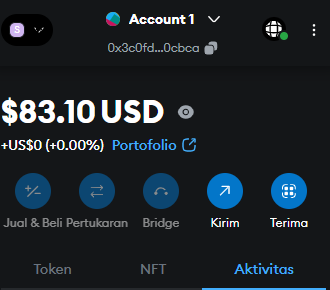 S
Account 1
0x3c0fd...0cbca
$83.10 USD
+US$0 (+0.00%) Portofolio
Jual & Beli Pertukaran Bridge Kirim Terima
Token NFT Aktivitas